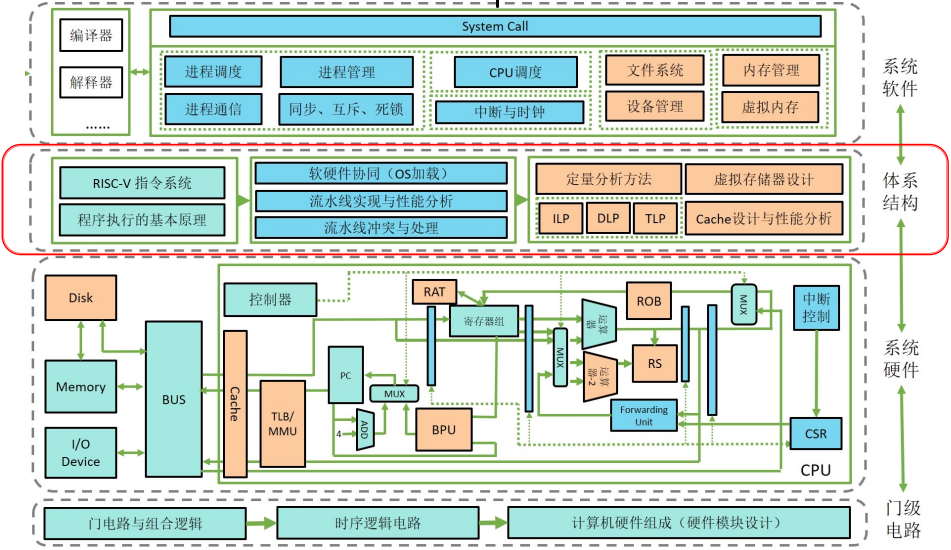 编译器
解释器
......
System Call
进程调度
进程管理
CPU调度
文件系统
内存管理
进程通信
同步、互斥、死锁
中断与时钟
设备管理
虚拟内存
系统
软件
RISC-V 指令系统
程序执行的基本原理
软硬件协同（OS加载）
流水线实现与性能分析
流水线冲突与处理
定量分析方法
虚拟存储器设计
ILP
DLP
TLP
Cache设计与性能分析
体系
结构
Disk
Memory
I/O
Device
BUS
控制器
Cache
TLB/
MMU
PC
4
ADD
MUX
BPU
RAT
寄存器组
MUX
运算
器
运算
器-2
ROB
RS
Forwarding
Unit
MUX
中断
控制
CSR
CPU
系统
硬件
门电路与组合逻辑
时序逻辑电路
计算机硬件组成（硬件模块设计）
门级
电路